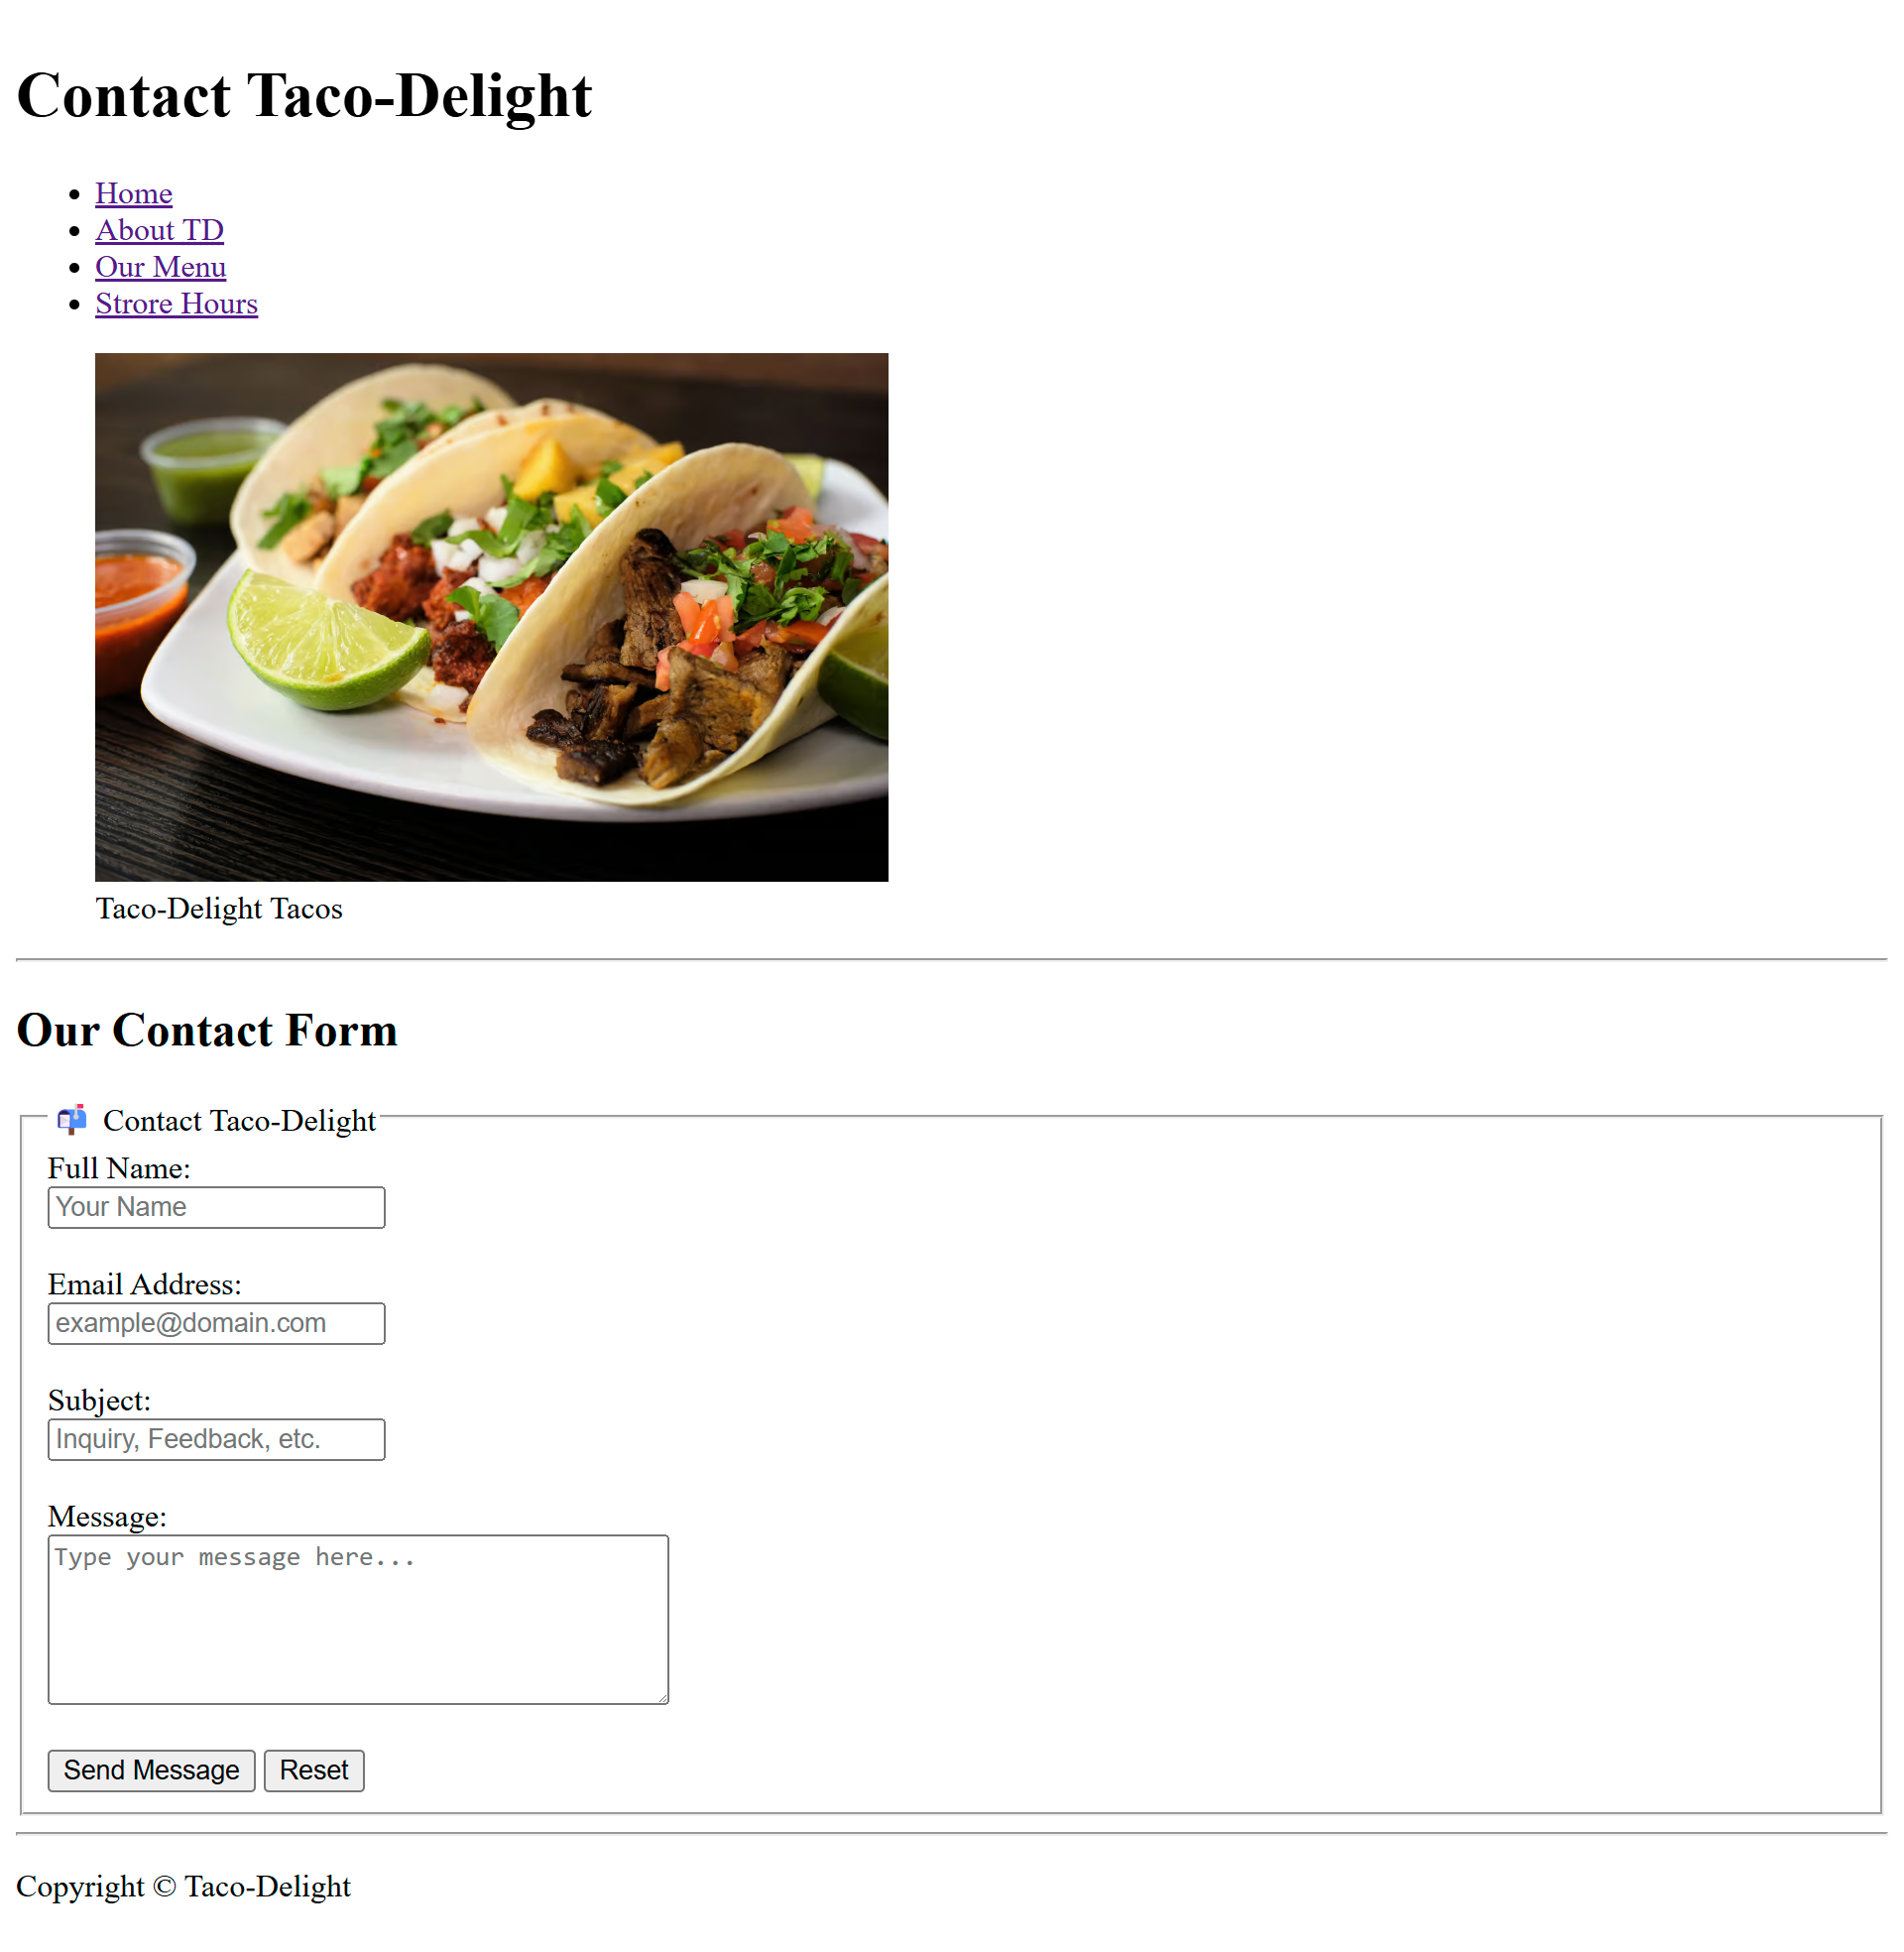 Contact Taco-Delight
Home
About TD
Our Menu
Strore Hours
Taco-Delight Tacos
Our Contact Form
Contact Taco-Delight
Full Name:
Your Name
Email Address:
example@domain.com
Subject:
Inquiry, Feedback, etc.
Message:
Type your message here...
Send Message Reset
Copyright © Taco-Delight